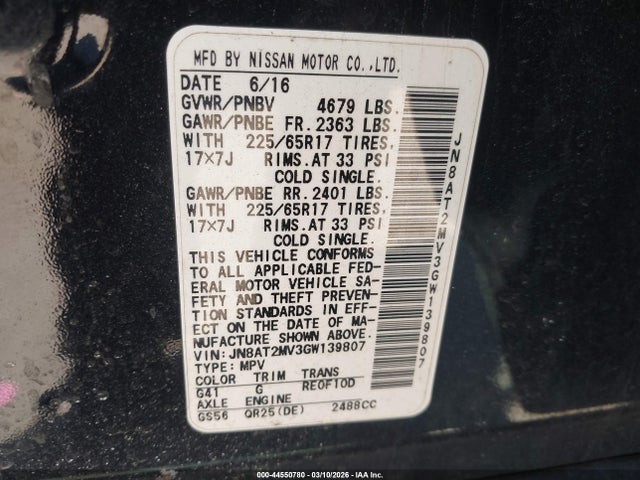 MFD BY NISSAN MOTOR CO.,LTD.
DATE 6/16
GVWR/PNBV 4679 LBS.
GAWR/PNBE FR. 2363 LBS.
WITH 225/65R17 TIRES.
17×7J RIMS. AT 33 PSI
COLD SINGLE.
GAWR/PNBE RR. 2401 LBS.
WITH 225/65R17 TIRES.
17×7J RIMS. AT 33 PSI
COLD SINGLE.
THIS VEHICLE CONFORMS
TO ALL APPLICABLE FED-
ERAL MOTOR VEHICLE SA-
FETY AND THEFT PREVEN-
TION STANDARDS IN EFF-
ECT ON THE DATE OF MA-
NUFACTURE SHOWN ABOVE.
VIN: JN8AT2MV3GW139807
TYPE: MPV
COLOR TRIM TRANS
G41 G RE0F10D
AXLE ENGINE
GS56 QR25(DE) 2488CC
JN8AT2MV3GW139807
000-44550780 — 03/10/2026 — IAA, Inc.